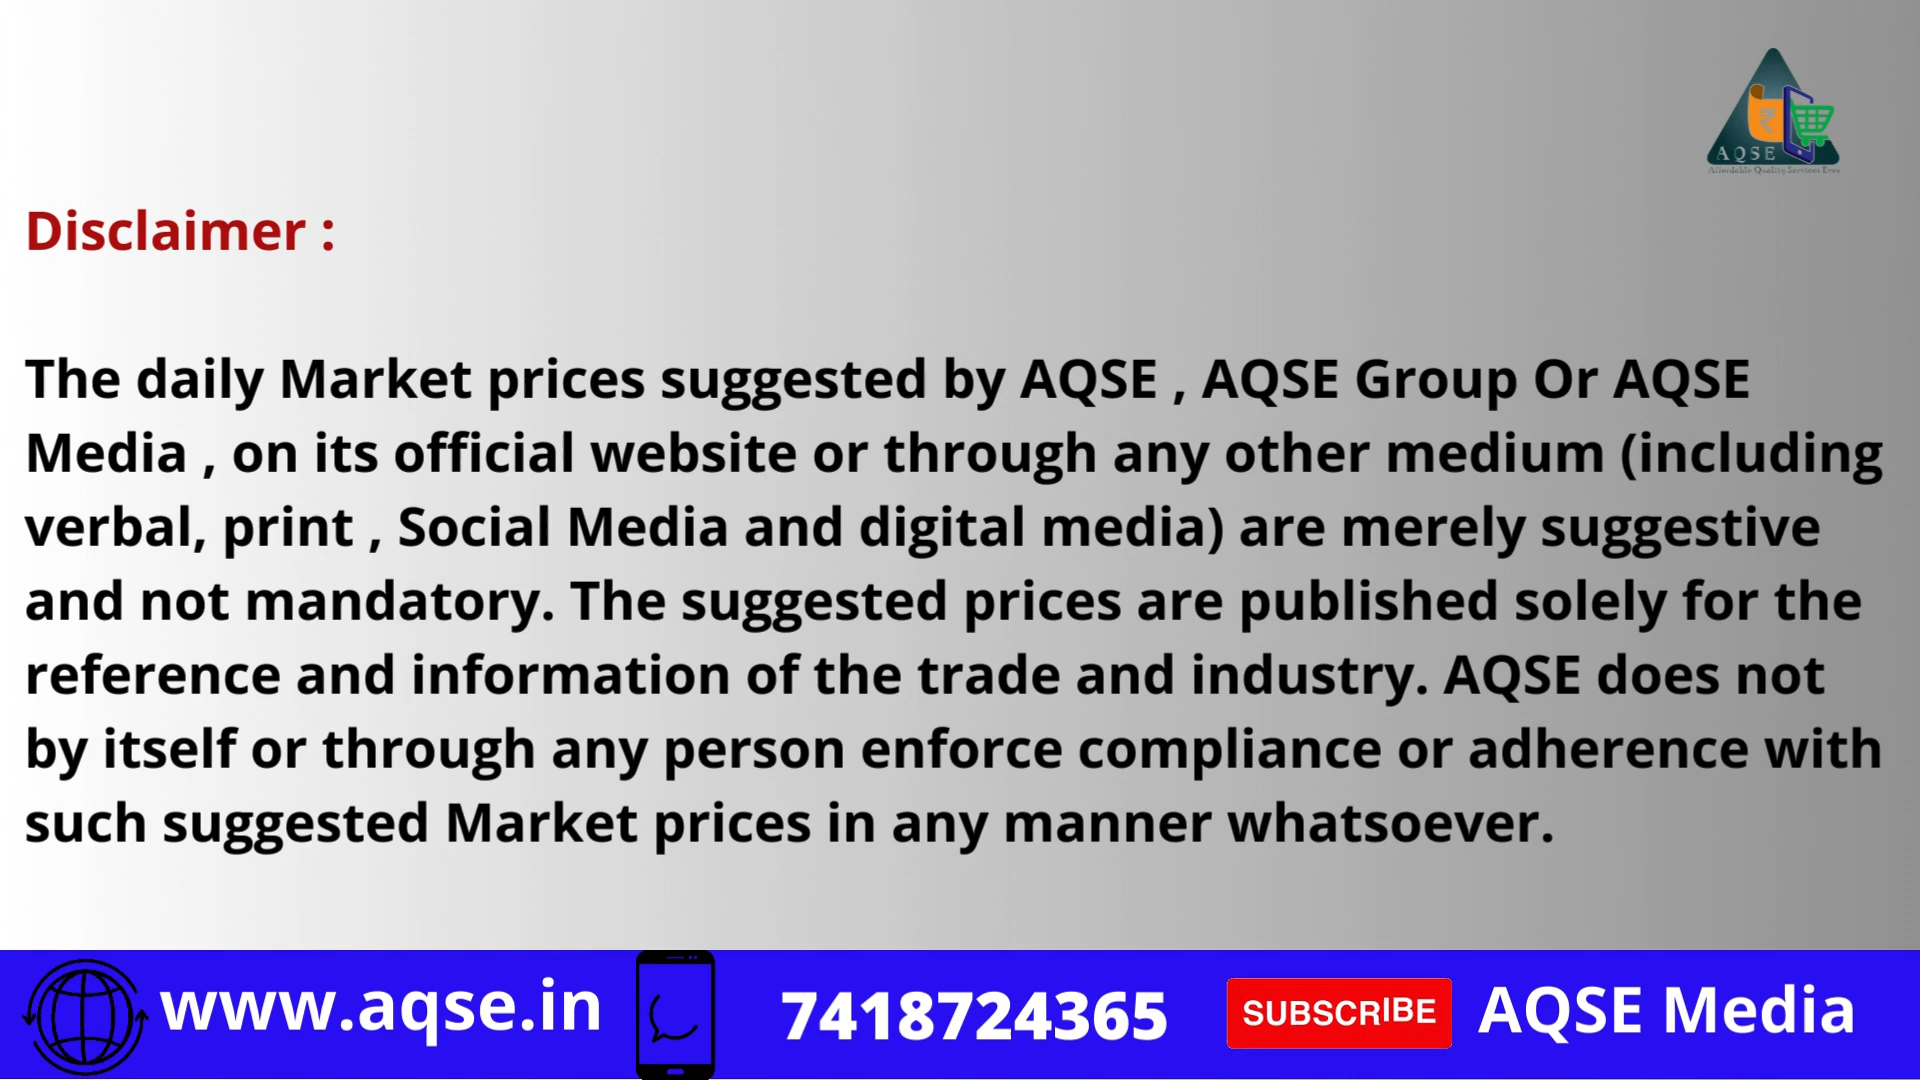 ₹
AQSE
Affordable Quality Services Ever
Disclaimer :
The daily Market prices suggested by AQSE , AQSE Group Or AQSE
Media , on its official website or through any other medium (including
verbal, print , Social Media and digital media) are merely suggestive
and not mandatory. The suggested prices are published solely for the
reference and information of the trade and industry. AQSE does not
by itself or through any person enforce compliance or adherence with
such suggested Market prices in any manner whatsoever.
www.aqse.in 7418724365 SUBSCRIBE AQSE Media